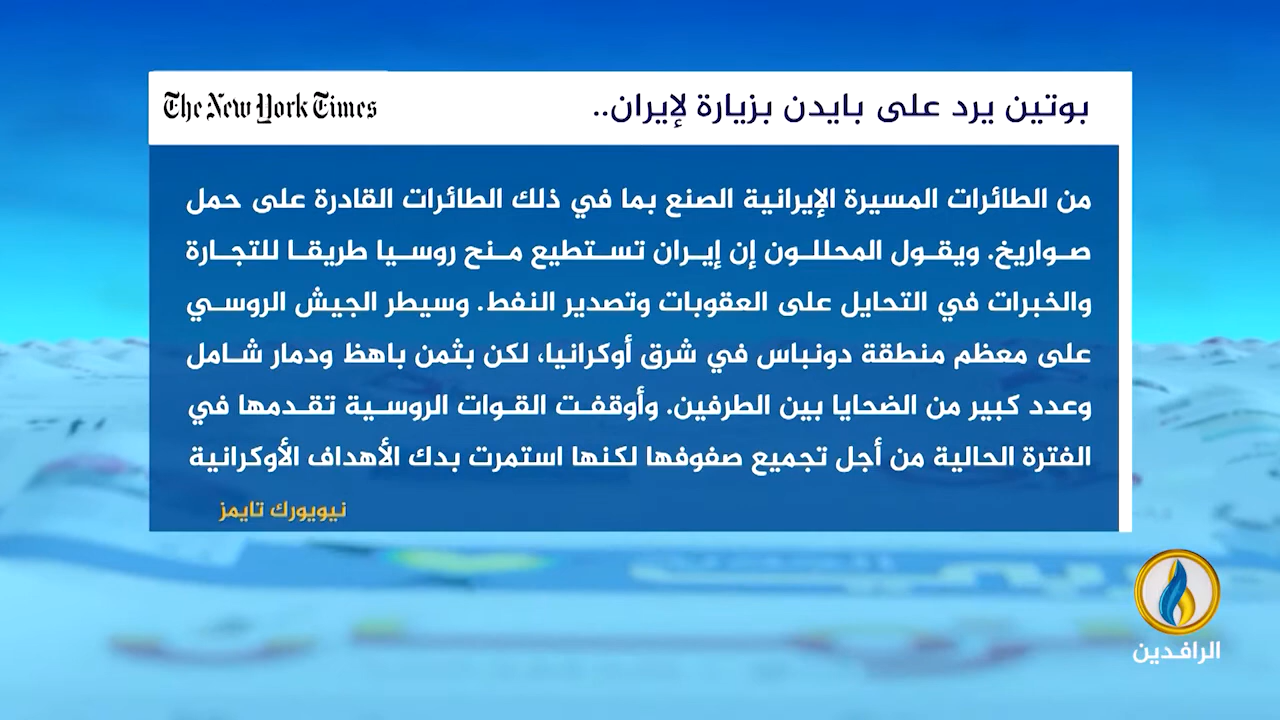 بوتين يرد على بايدن بزيارة لإيران..
The New York Times
من الطائرات المسيرة الإيرانية الصنع بما في ذلك الطائرات القادرة على حمل
صواريخ. ويقول المحللون إن إيران تستطيع منح روسيا طريقا للتجارة
والخبرات في التحايل على العقوبات وتصدير النفط. وسيطر الجيش الروسي
على معظم منطقة دونباس في شرق أوكرانيا، لكن بثمن باهظ ودمار شامل
وعدد كبير من الضحايا بين الطرفين. وأوقفت القوات الروسية تقدمها في
الفترة الحالية من أجل تجميع صفوفها لكنها استمرت بدك الأهداف الأوكرانية
نيويورك تايمز
الرافدين